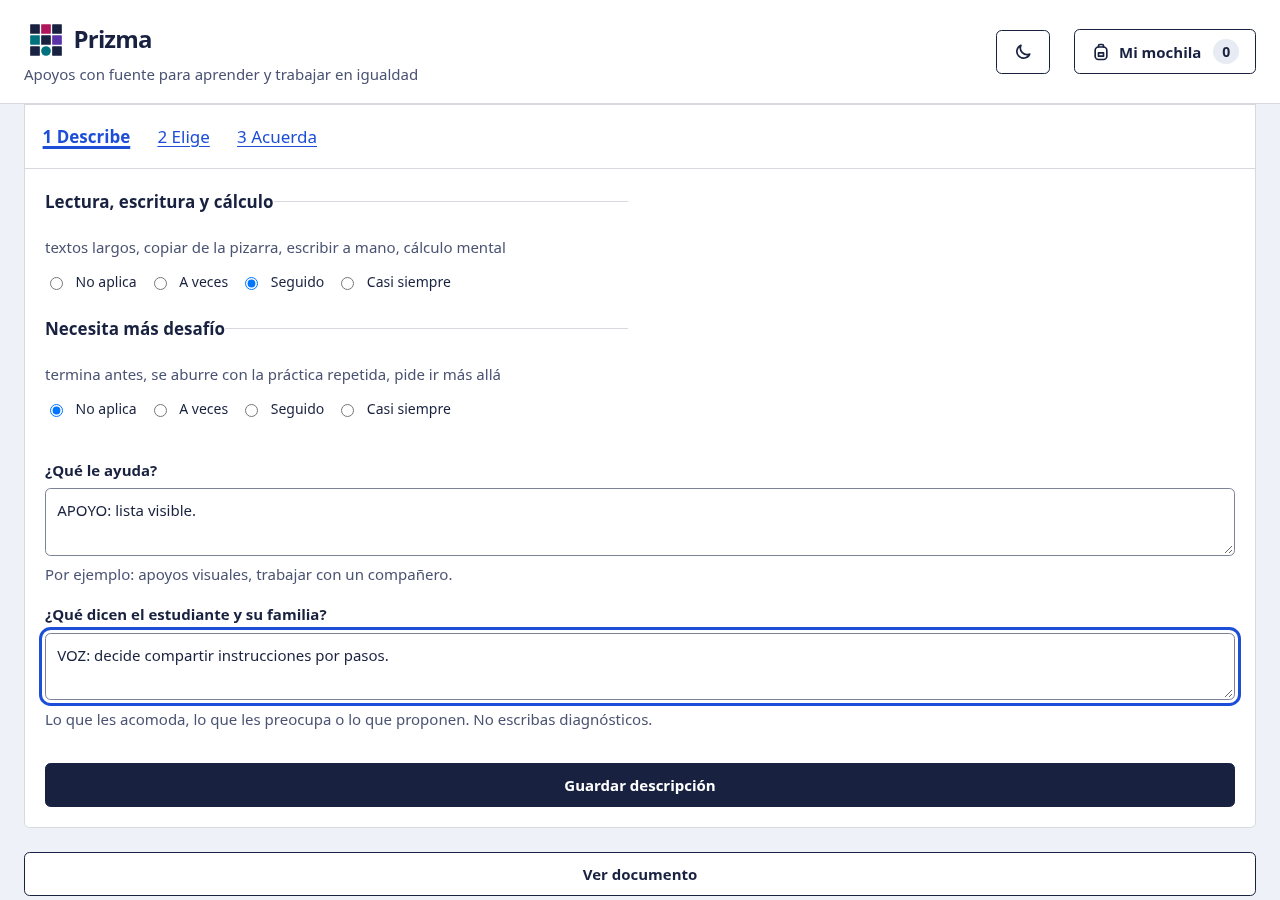 Prizma
Apoyos con fuente para aprender y trabajar en igualdad
Mi mochila 0
1 Describe 2 Elige 3 Acuerda
Lectura, escritura y cálculo
textos largos, copiar de la pizarra, escribir a mano, cálculo mental
No aplica A veces Seguido Casi siempre
Necesita más desafío
termina antes, se aburre con la práctica repetida, pide ir más allá
No aplica A veces Seguido Casi siempre
¿Qué le ayuda?
APOYO: lista visible.
Por ejemplo: apoyos visuales, trabajar con un compañero.
¿Qué dicen el estudiante y su familia?
VOZ: decide compartir instrucciones por pasos.
Lo que les acomoda, lo que les preocupa o lo que proponen. No escribas diagnósticos.
Guardar descripción
Ver documento